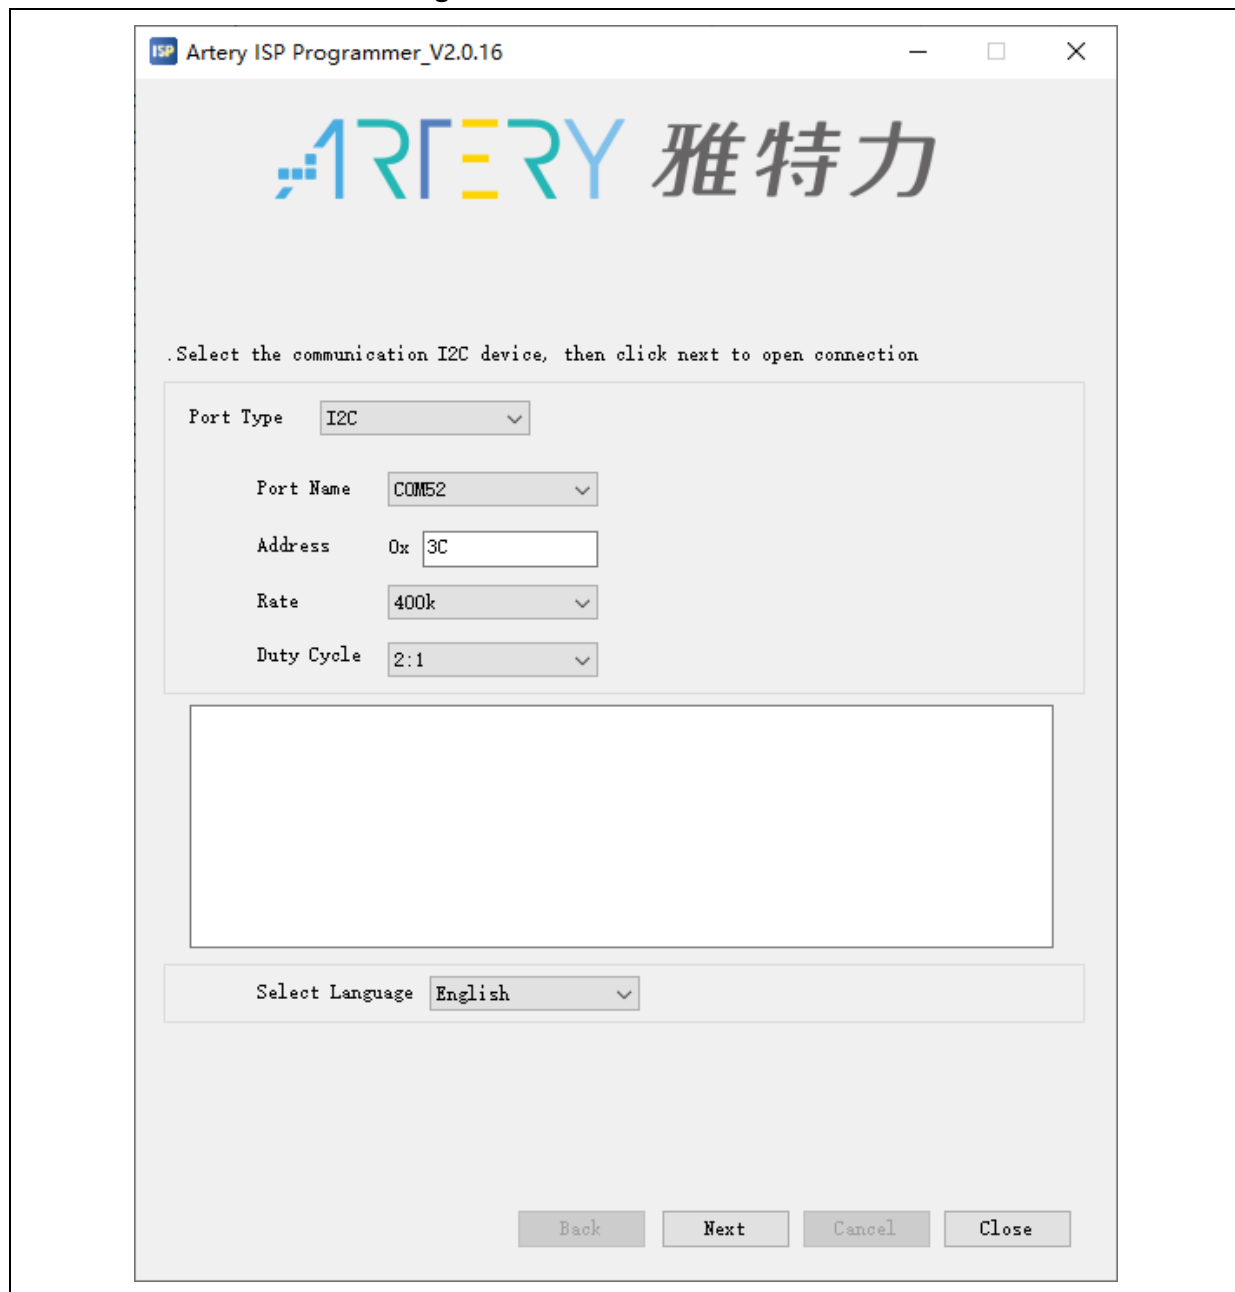 ISP Artery ISP Programmer_V2.0.16
ARTERY 雅特力
.Select the communication I2C device, then click next to open connection
Port Type I2C
Port Name COM52
Address 0x 3C
Rate 400k
Duty Cycle 2:1
Select Language English
Back Next Cancel Close